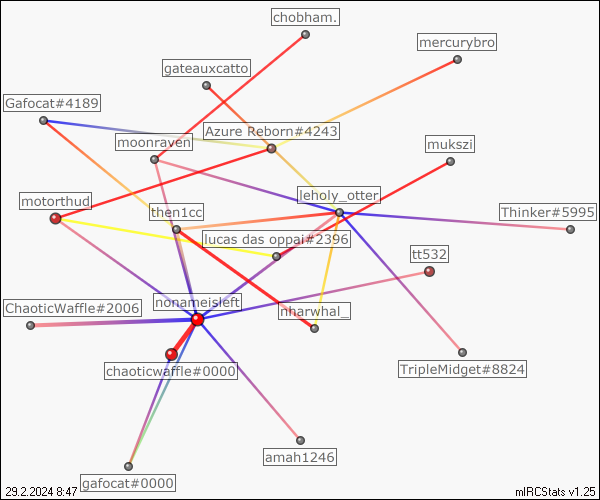 chobham.
mercurybro
gateauxcatto
Gafocat#4189
Azure Reborn#4243
moonraven
mukszi
leholy_otter
motorthud
then1cc
Thinker#5995
lucas das oppai#2396
tt532
nonameisleft
ChaoticWaffle#2006
nharwhal_
chaoticwaffle#0000
TripleMidget#8824
amah1246
gafocat#0000
29.2.2024 8:47
mIRCStats v1.25